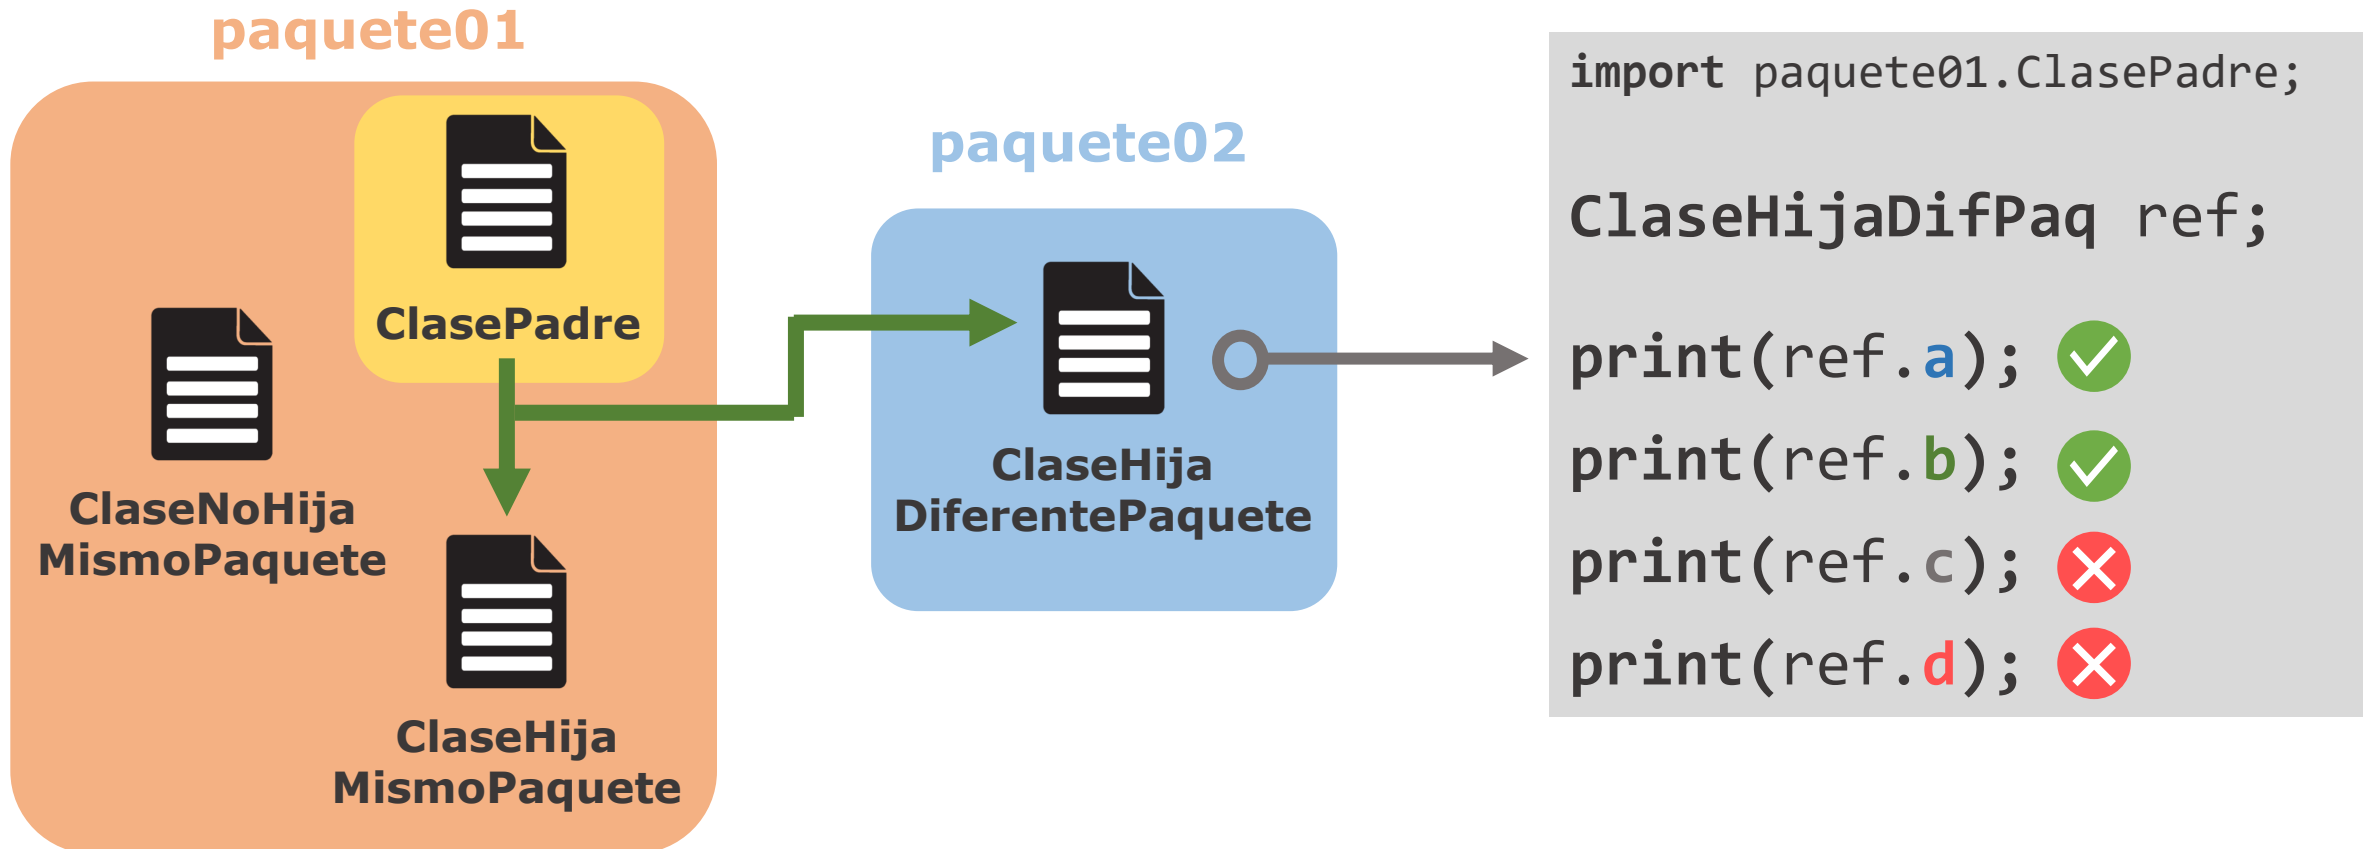 paquete01
ClasePadre
ClaseNoHija
MismoPaquete
ClaseHija
MismoPaquete
paquete02
ClaseHija
DiferentePaquete
import paquete01.ClasePadre;
ClaseHijaDifPaq ref;
print(ref.a);
print(ref.b);
print(ref.c);
print(ref.d);